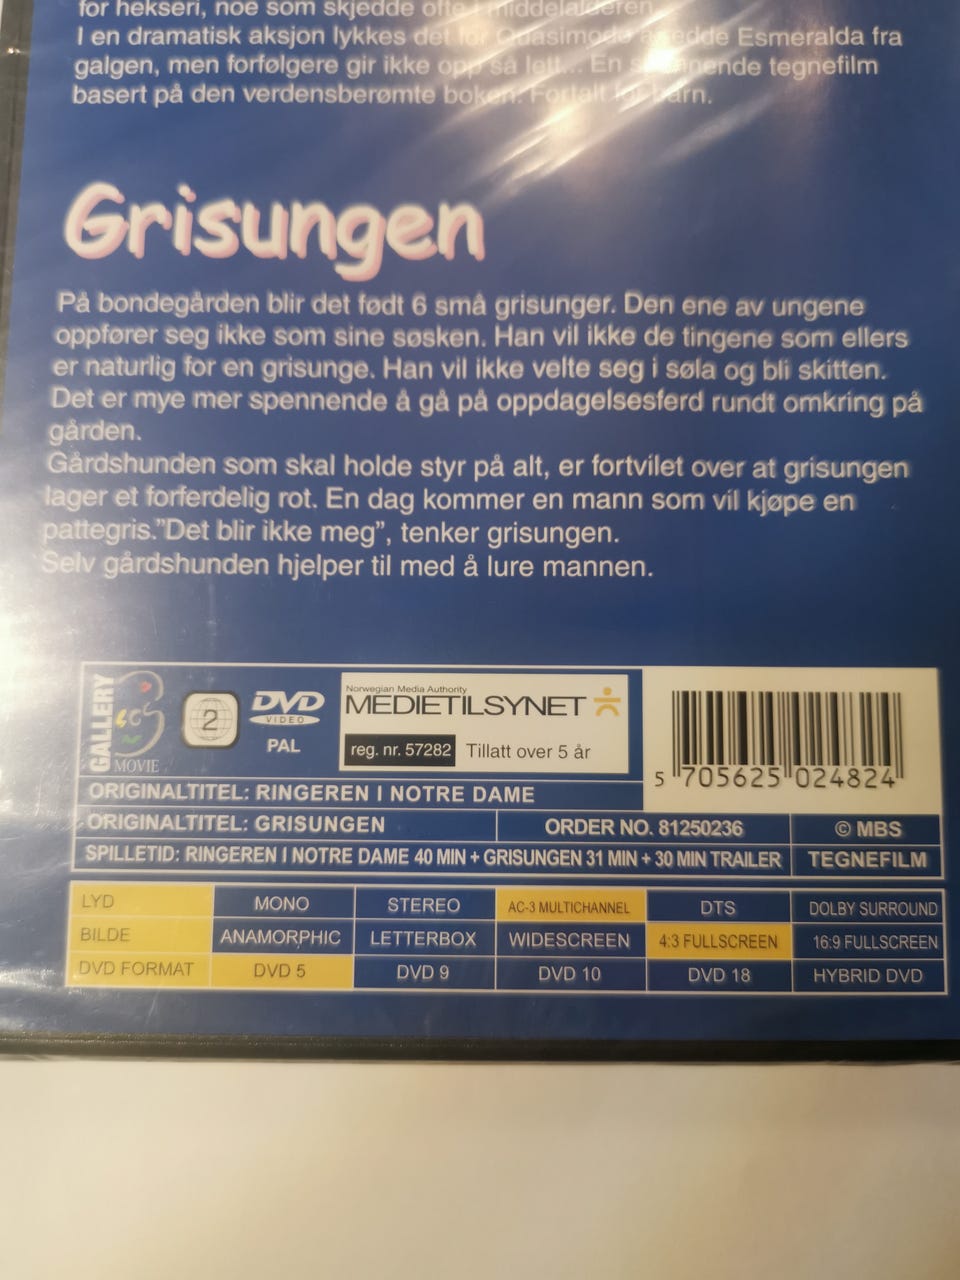 for hekseri, noe som skjedde ofte i middelalderen.
I en dramatisk aksjon lykkes det for Quasimodo å redde Esmeralda fra
galgen, men forfølgere gir ikke opp så lett... En spennende tegnefilm
basert på den verdensberømte boken. Fortalt for barn.
Grisungen
På bondegården blir det født 6 små grisunger. Den ene av ungene
oppfører seg ikke som sine søsken. Han vil ikke de tingene som ellers
er naturlig for en grisunge. Han vil ikke velte seg i søla og bli skitten.
Det er mye mer spennende å gå på oppdagelsesferd rundt omkring på
gården.
Gårdshunden som skal holde styr på alt, er fortvilet over at grisungen
lager et forferdelig rot. En dag kommer en mann som vil kjøpe en
pattegris.”Det blir ikke meg”, tenker grisungen.
Selv gårdshunden hjelper til med å lure mannen.
GALLERY
MOVIE
2
DVD
VIDEO
PAL
Norwegian Media Authority
MEDIETILSYNET
reg. nr. 57282 Tillatt over 5 år
5 705625 024824
ORIGINALTITEL: RINGEREN I NOTRE DAME
ORIGINALTITEL: GRISUNGEN ORDER NO. 81250236 © MBS
SPILLETID: RINGEREN I NOTRE DAME 40 MIN + GRISUNGEN 31 MIN + 30 MIN TRAILER TEGNEFILM
LYD MONO STEREO AC-3 MULTICHANNEL DTS DOLBY SURROUND
BILDE ANAMORPHIC LETTERBOX WIDESCREEN 4:3 FULLSCREEN 16:9 FULLSCREEN
DVD FORMAT DVD 5 DVD 9 DVD 10 DVD 18 HYBRID DVD